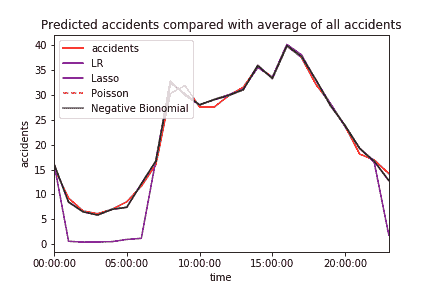 Predicted accidents compared with average of all accidents
accidents
LR
Lasso
Poisson
Negative Bionomial
accidents
40
35
30
25
20
15
10
5
0
00:00:00 05:00:00 10:00:00 15:00:00 20:00:00
time